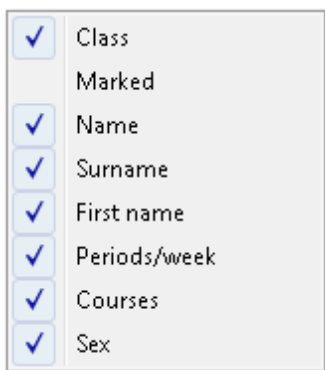 Class
Marked
Name
Surname
First name
Periods/week
Courses
Sex